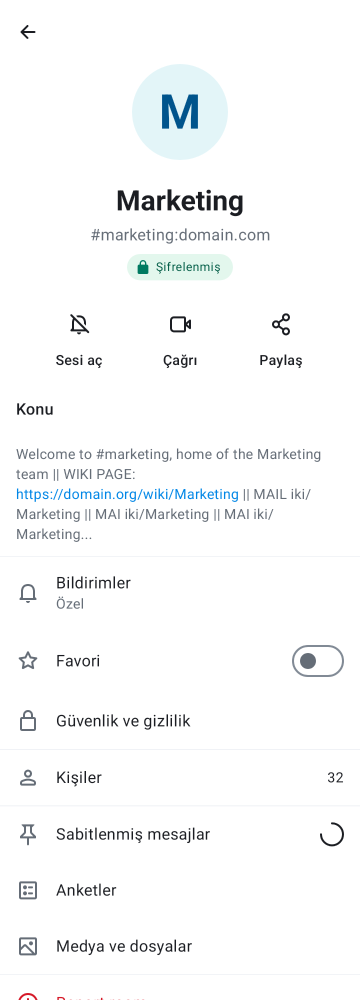 M
Marketing
#marketing:domain.com
Şifrelenmiş
Sesi aç
Çağrı
Paylaş
Konu
Welcome to #marketing, home of the Marketing
team || WIKI PAGE:
https://domain.org/wiki/Marketing || MAIL iki/
Marketing || MAI iki/Marketing || MAI iki/
Marketing...
Bildirimler
Özel
Favori
Güvenlik ve gizlilik
Kişiler
32
Sabitlenmiş mesajlar
Anketler
Medya ve dosyalar
Report room